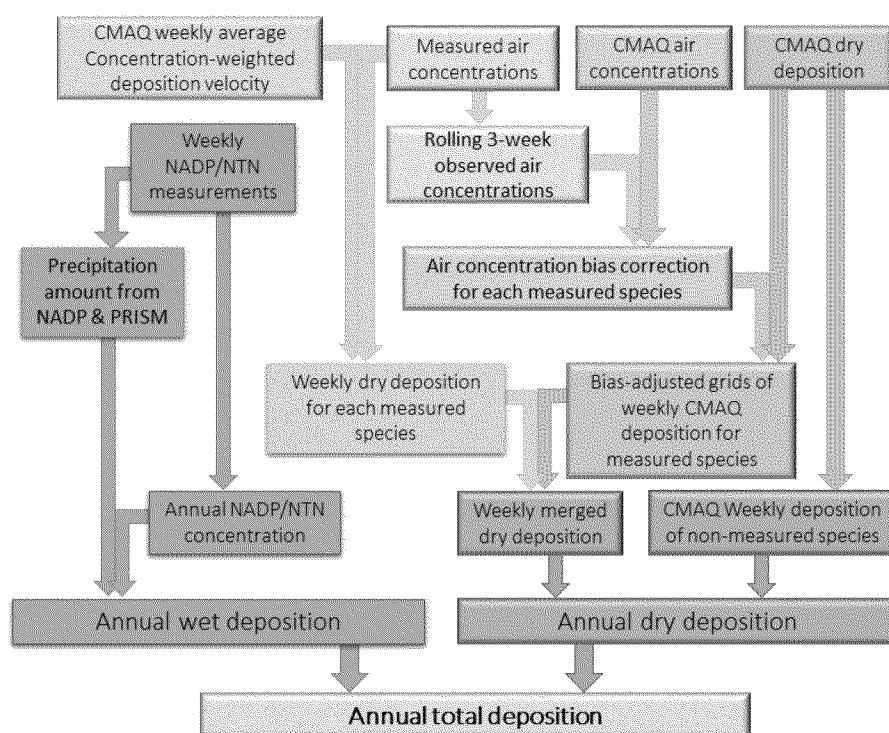 CMAQ weekly average
Concentration-weighted
deposition velocity
Measured air
concentrations
CMAQ air
concentrations
CMAQ dry
deposition
Weekly
NADP/NTN
measurements
Rolling 3-week
observed air
concentrations
Precipitation
amount from
NADP & PRISM
Air concentration bias correction
for each measured species
Weekly dry deposition
for each measured
species
Bias-adjusted grids of
weekly CMAQ
deposition for
measured species
Annual NADP/NTN
concentration
Weekly merged
dry deposition
CMAQ Weekly deposition
of non-measured species
Annual wet deposition
Annual dry deposition
Annual total deposition